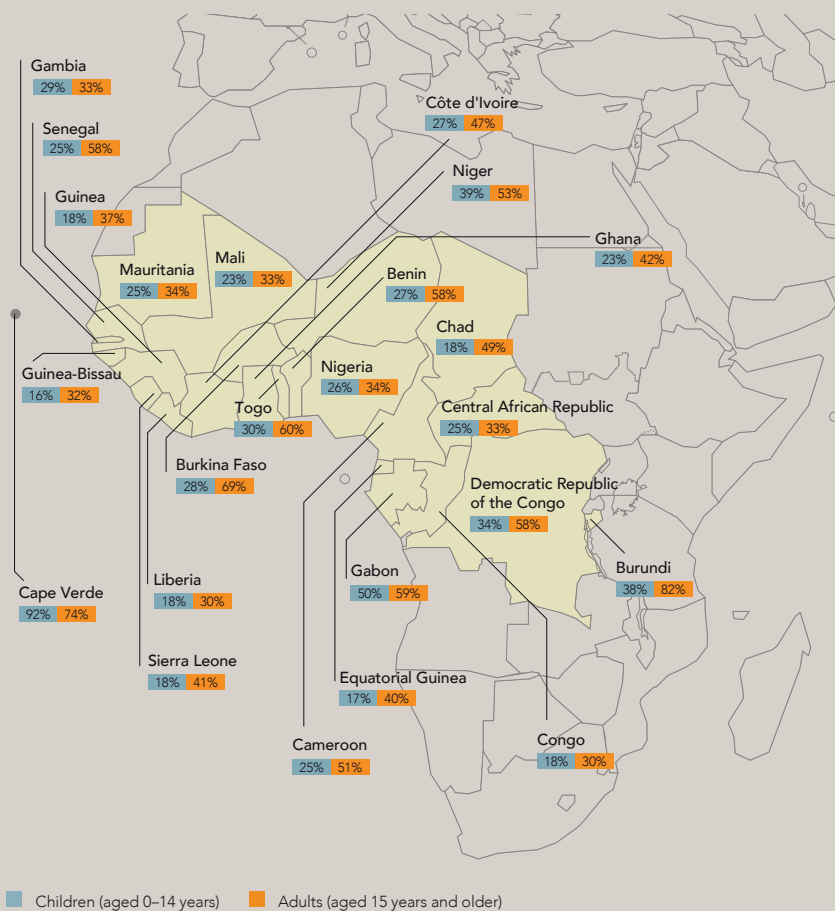 Gambia
29% 33%
Côte d'Ivoire
27% 47%
Senegal
25% 58%
Niger
39% 53%
Guinea
18% 37%
Ghana
23% 42%
Mali
23% 33%
Mauritania
25% 34%
Benin
27% 58%
Chad
18% 49%
Guinea-Bissau
16% 32%
Nigeria
26% 34%
Togo
30% 60%
Central African Republic
25% 33%
Burkina Faso
28% 69%
Democratic Republic
of the Congo
34% 58%
Cape Verde
92% 74%
Liberia
18% 30%
Gabon
50% 59%
Burundi
38% 82%
Sierra Leone
18% 41%
Equatorial Guinea
17% 40%
Cameroon
25% 51%
Congo
18% 30%
Children (aged 0–14 years) Adults (aged 15 years and older)